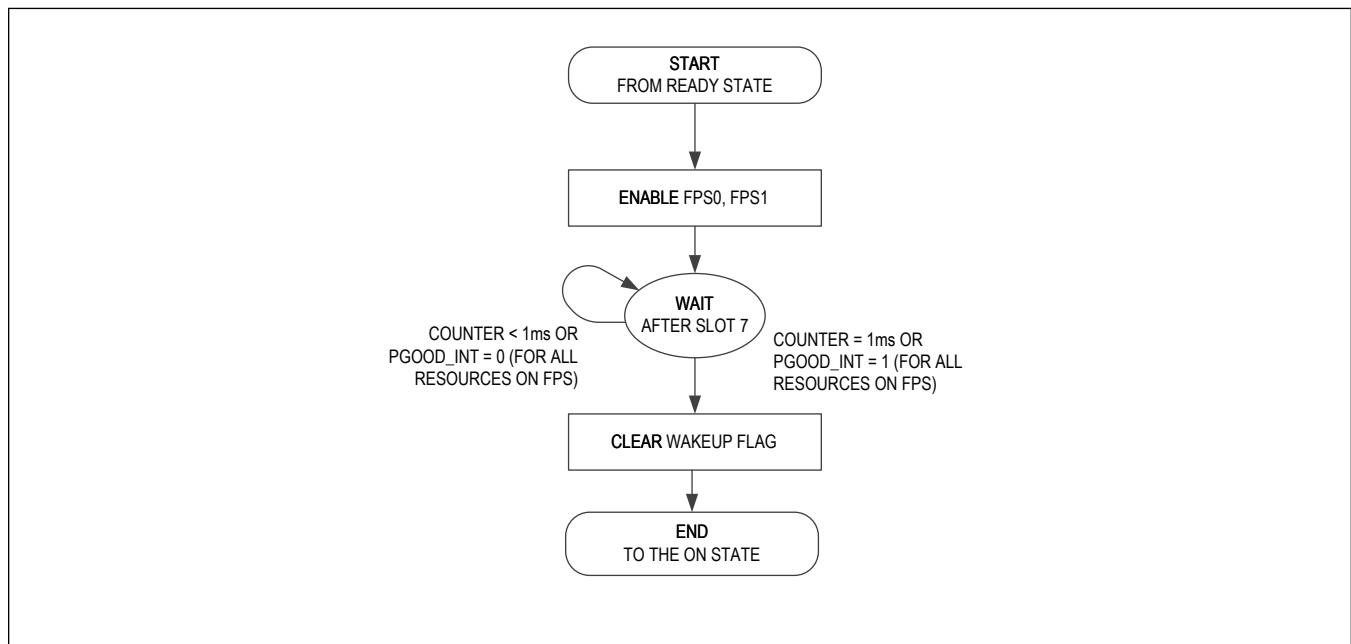 START
FROM READY STATE
ENABLE FPS0, FPS1
WAIT
AFTER SLOT 7
COUNTER < 1ms OR
PGOOD_INT = 0 (FOR ALL
RESOURCES ON FPS)
COUNTER = 1ms OR
PGOOD_INT = 1 (FOR ALL
RESOURCES ON FPS)
CLEAR WAKEUP FLAG
END
TO THE ON STATE